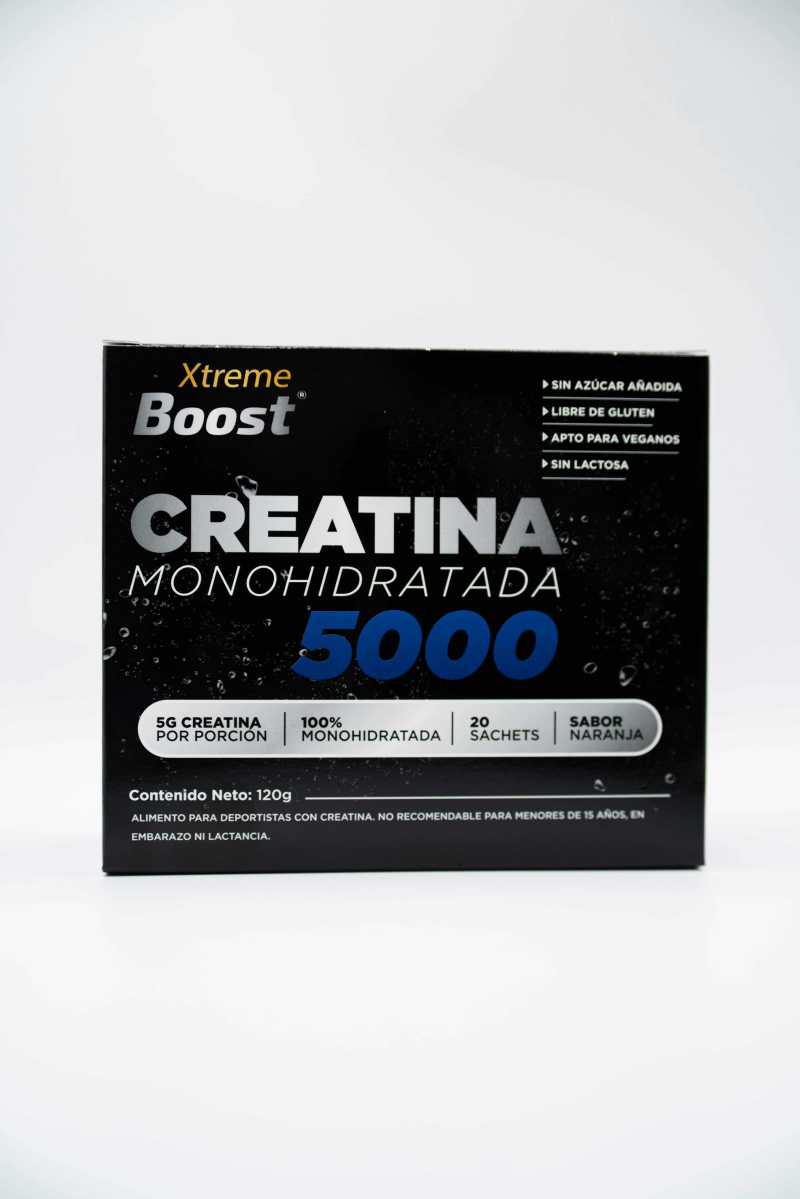 Xtreme
Boost®
SIN AZÚCAR AÑADIDA
LIBRE DE GLUTEN
APTO PARA VEGANOS
SIN LACTOSA
CREATINA
MONOHIDRATADA
5000
5G CREATINA
POR PORCIÓN
100%
MONOHIDRATADA
20
SACHETS
SABOR
NARANJA
Contenido Neto: 120g
ALIMENTO PARA DEPORTISTAS CON CREATINA. NO RECOMENDABLE PARA MENORES DE 15 AÑOS, EN
EMBARAZO NI LACTANCIA.